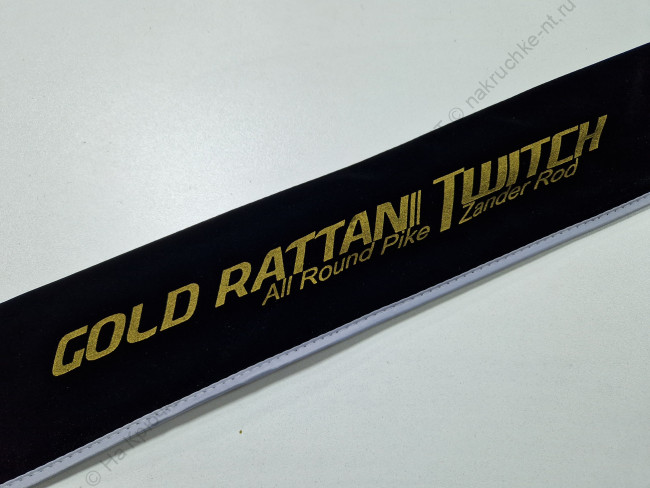 GOLD RATTAN II TWITCH
All Round Pike Zander Rod
© nakruchke-nt.ru